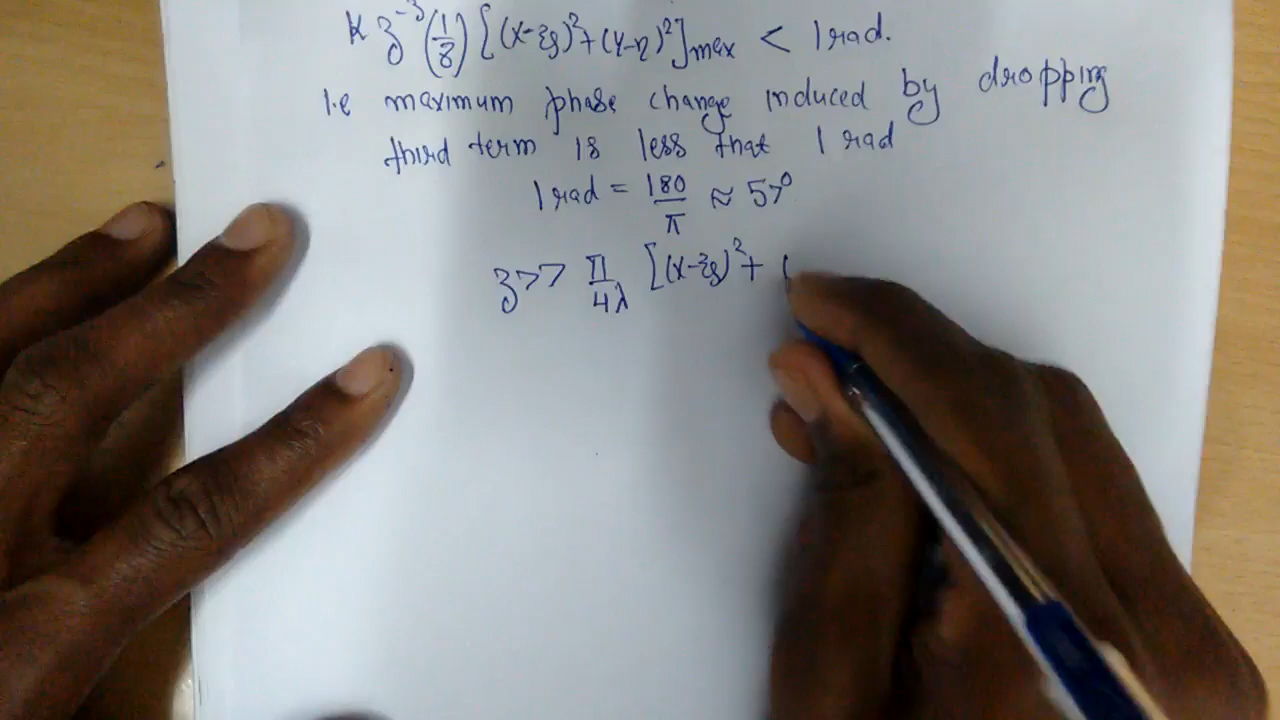 k z⁻³ (1/8) [(x-ξ)² + (y-η)²]max < 1 rad.
i.e maximum phase change induced by dropping
third term is less that 1 rad
1 rad = 180/π ≈ 57°
z >> π/4λ [(x-ξ)² + (